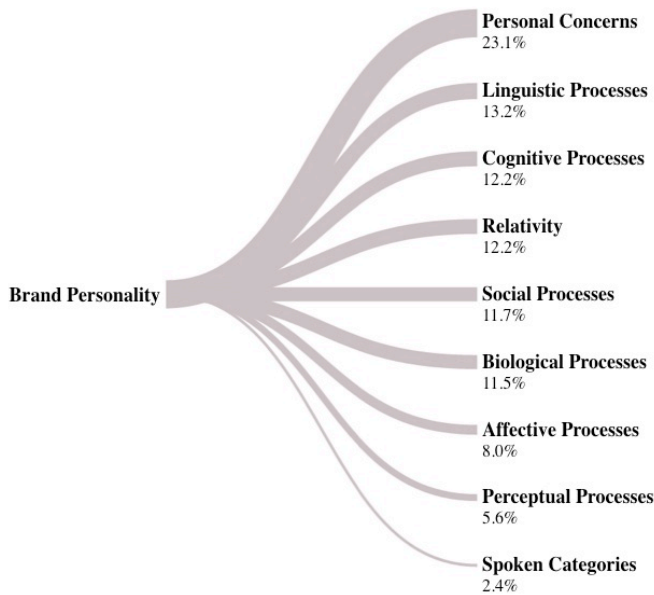 Personal Concerns
23.1%
Linguistic Processes
13.2%
Cognitive Processes
12.2%
Relativity
12.2%
Brand Personality
Social Processes
11.7%
Biological Processes
11.5%
Affective Processes
8.0%
Perceptual Processes
5.6%
Spoken Categories
2.4%